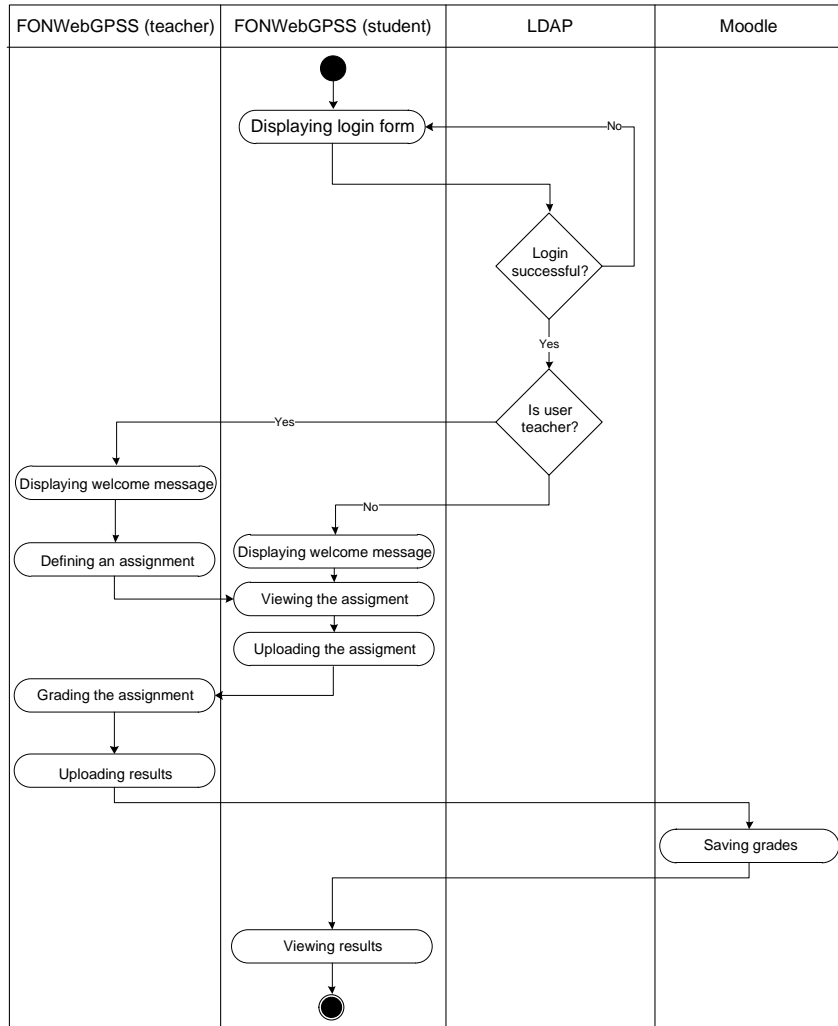 FONWebGPSS (teacher)
FONWebGPSS (student)
LDAP
Moodle
Displaying login form
No
Login
successful?
Yes
Is user
teacher?
Yes
Displaying welcome message
No
Displaying welcome message
Defining an assignment
Viewing the assigment
Uploading the assigment
Grading the assignment
Uploading results
Saving grades
Viewing results